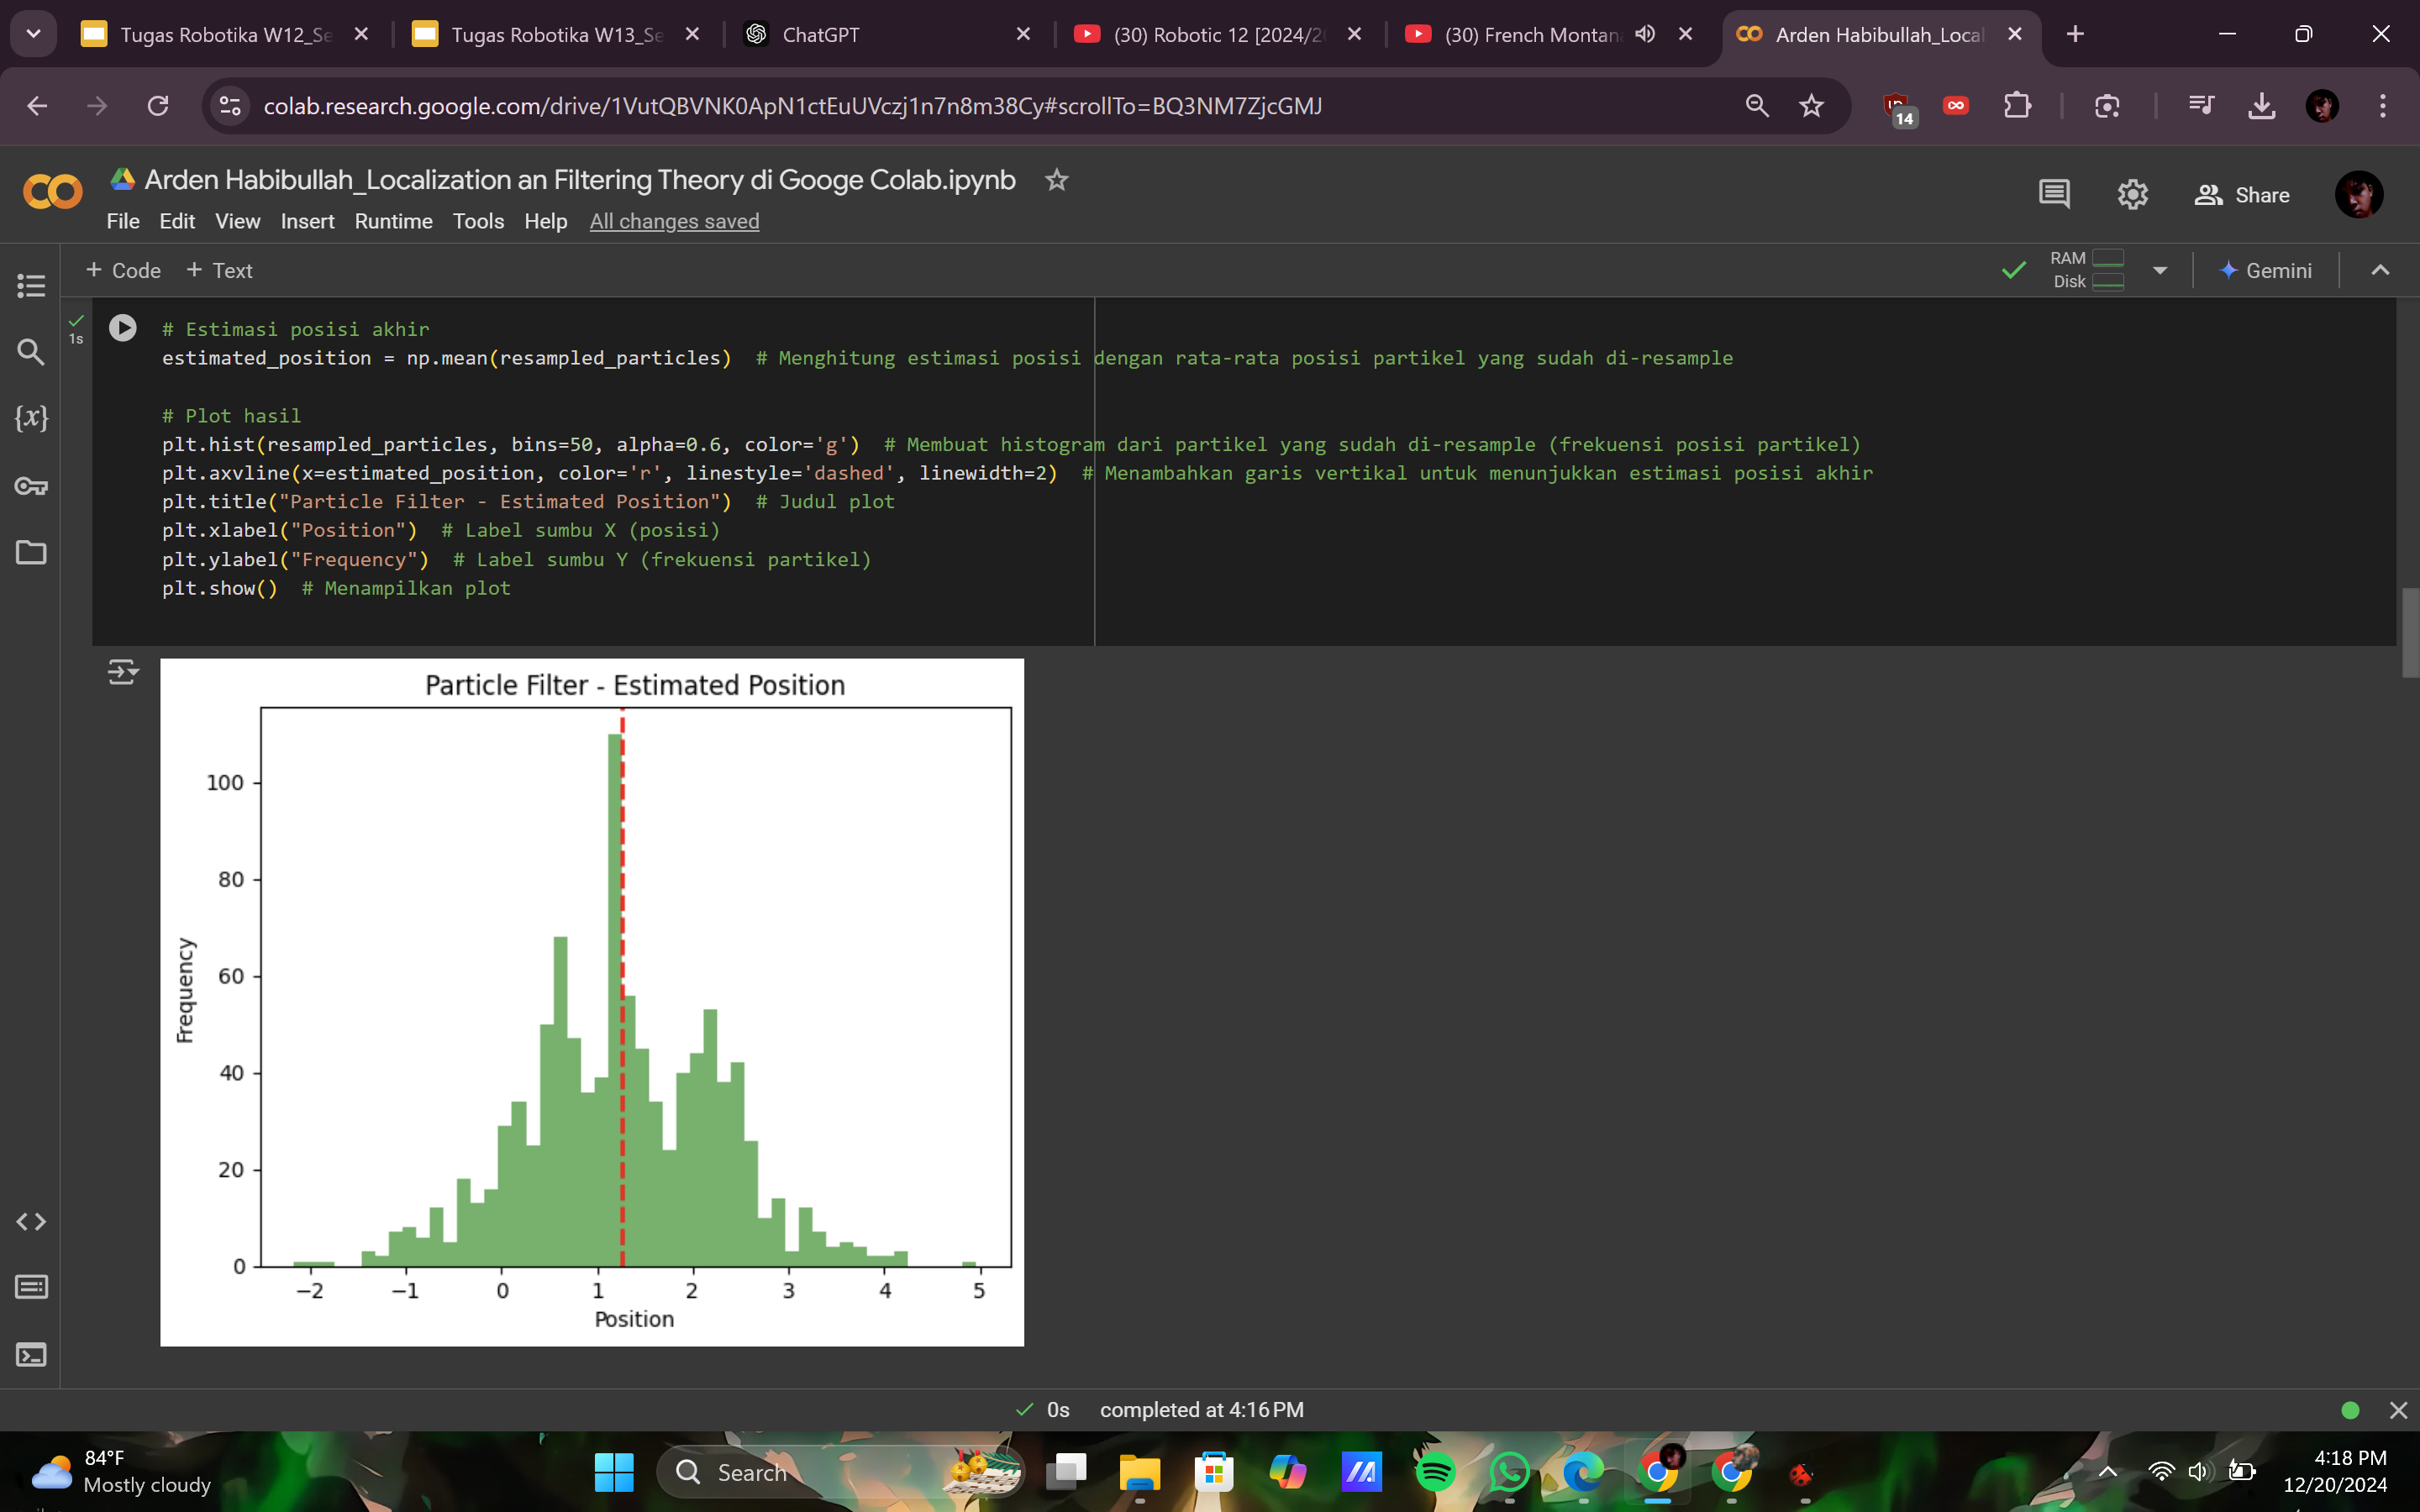 Tugas Robotika W12_Se
Tugas Robotika W13_Se
ChatGPT
(30) Robotic 12 [2024/2
(30) French Montan
Arden Habibullah_Local
colab.research.google.com/drive/1VutQBVNK0ApN1ctEuUVczj1n7n8m38Cy#scrollTo=BQ3NM7ZjcGMJ
14
Arden Habibullah_Localization an Filtering Theory di Googe Colab.ipynb
File Edit View Insert Runtime Tools Help All changes saved
Share
+ Code + Text
RAM
Disk
Gemini
1s
# Estimasi posisi akhir
estimated_position = np.mean(resampled_particles)  # Menghitung estimasi posisi dengan rata-rata posisi partikel yang sudah di-resample
# Plot hasil
plt.hist(resampled_particles, bins=50, alpha=0.6, color='g')  # Membuat histogram dari partikel yang sudah di-resample (frekuensi posisi partikel)
plt.axvline(x=estimated_position, color='r', linestyle='dashed', linewidth=2)  # Menambahkan garis vertikal untuk menunjukkan estimasi posisi akhir
plt.title("Particle Filter - Estimated Position")  # Judul plot
plt.xlabel("Position")  # Label sumbu X (posisi)
plt.ylabel("Frequency")  # Label sumbu Y (frekuensi partikel)
plt.show()  # Menampilkan plot
Particle Filter - Estimated Position
Frequency
100
80
60
40
20
0
−2 −1 0 1 2 3 4 5
Position
0s completed at 4:16 PM
84°F
Mostly cloudy
Search
4:18 PM
12/20/2024